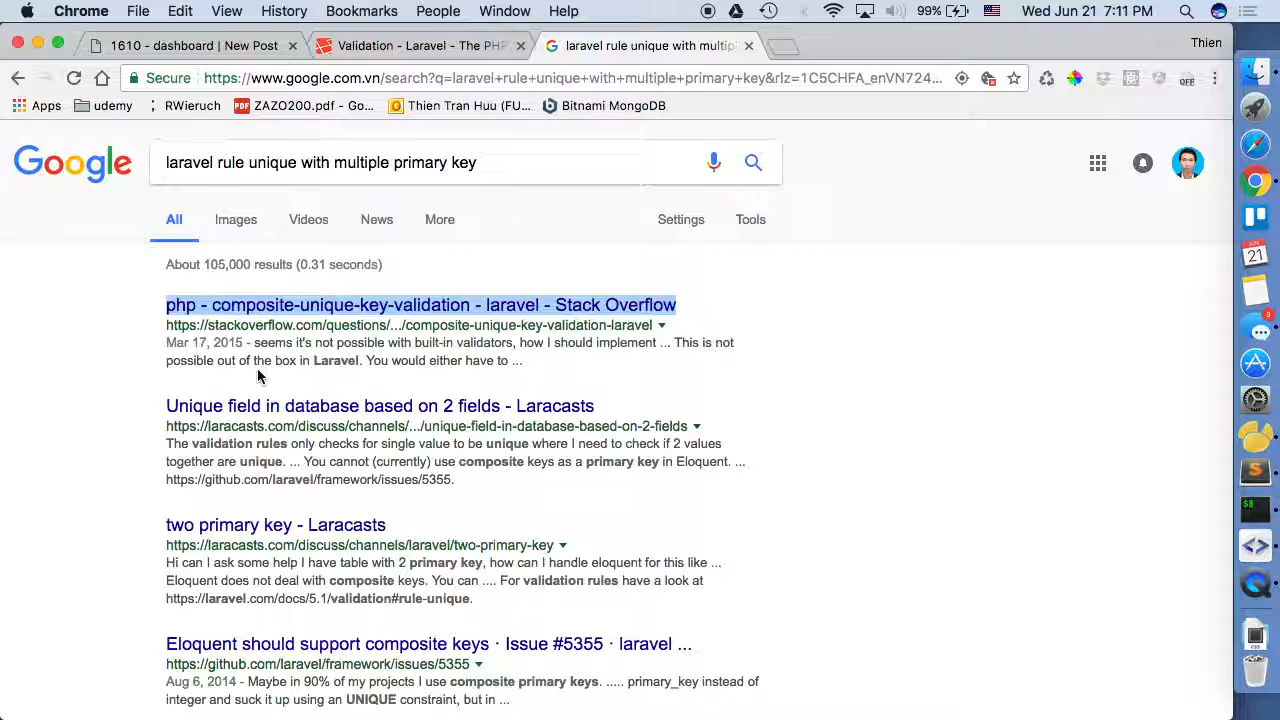 Chrome File Edit View History Bookmarks People Window Help 99% Wed Jun 21 7:11 PM
1610 - dashboard | New Post Validation - Laravel - The PHP laravel rule unique with multip Thien
Secure https://www.google.com.vn/search?q=laravel+rule+unique+with+multiple+primary+key&rlz=1C5CHFA_enVN724... OFF
Apps udemy RWieruch PDF ZAZO200.pdf - Go... Thien Tran Huu (FU... Bitnami MongoDB
Google laravel rule unique with multiple primary key
All Images Videos News More Settings Tools
JUN
21
About 105,000 results (0.31 seconds)
php - composite-unique-key-validation - laravel - Stack Overflow
https://stackoverflow.com/questions/.../composite-unique-key-validation-laravel
3
Mar 17, 2015 - seems it's not possible with built-in validators, how I should implement ... This is not
possible out of the box in Laravel. You would either have to ...
Unique field in database based on 2 fields - Laracasts
https://laracasts.com/discuss/channels/.../unique-field-in-database-based-on-2-fields
The validation rules only checks for single value to be unique where I need to check if 2 values
together are unique. ... You cannot (currently) use composite keys as a primary key in Eloquent. ...
https://github.com/laravel/framework/issues/5355.
two primary key - Laracasts
https://laracasts.com/discuss/channels/laravel/two-primary-key
Hi can I ask some help I have table with 2 primary key, how can I handle eloquent for this like ...
Eloquent does not deal with composite keys. You can .... For validation rules have a look at
https://laravel.com/docs/5.1/validation#rule-unique.
Eloquent should support composite keys · Issue #5355 · laravel ...
https://github.com/laravel/framework/issues/5355
Aug 6, 2014 - Maybe in 90% of my projects I use composite primary keys. ..... primary_key instead of
integer and suck it up using an UNIQUE constraint, but in ...